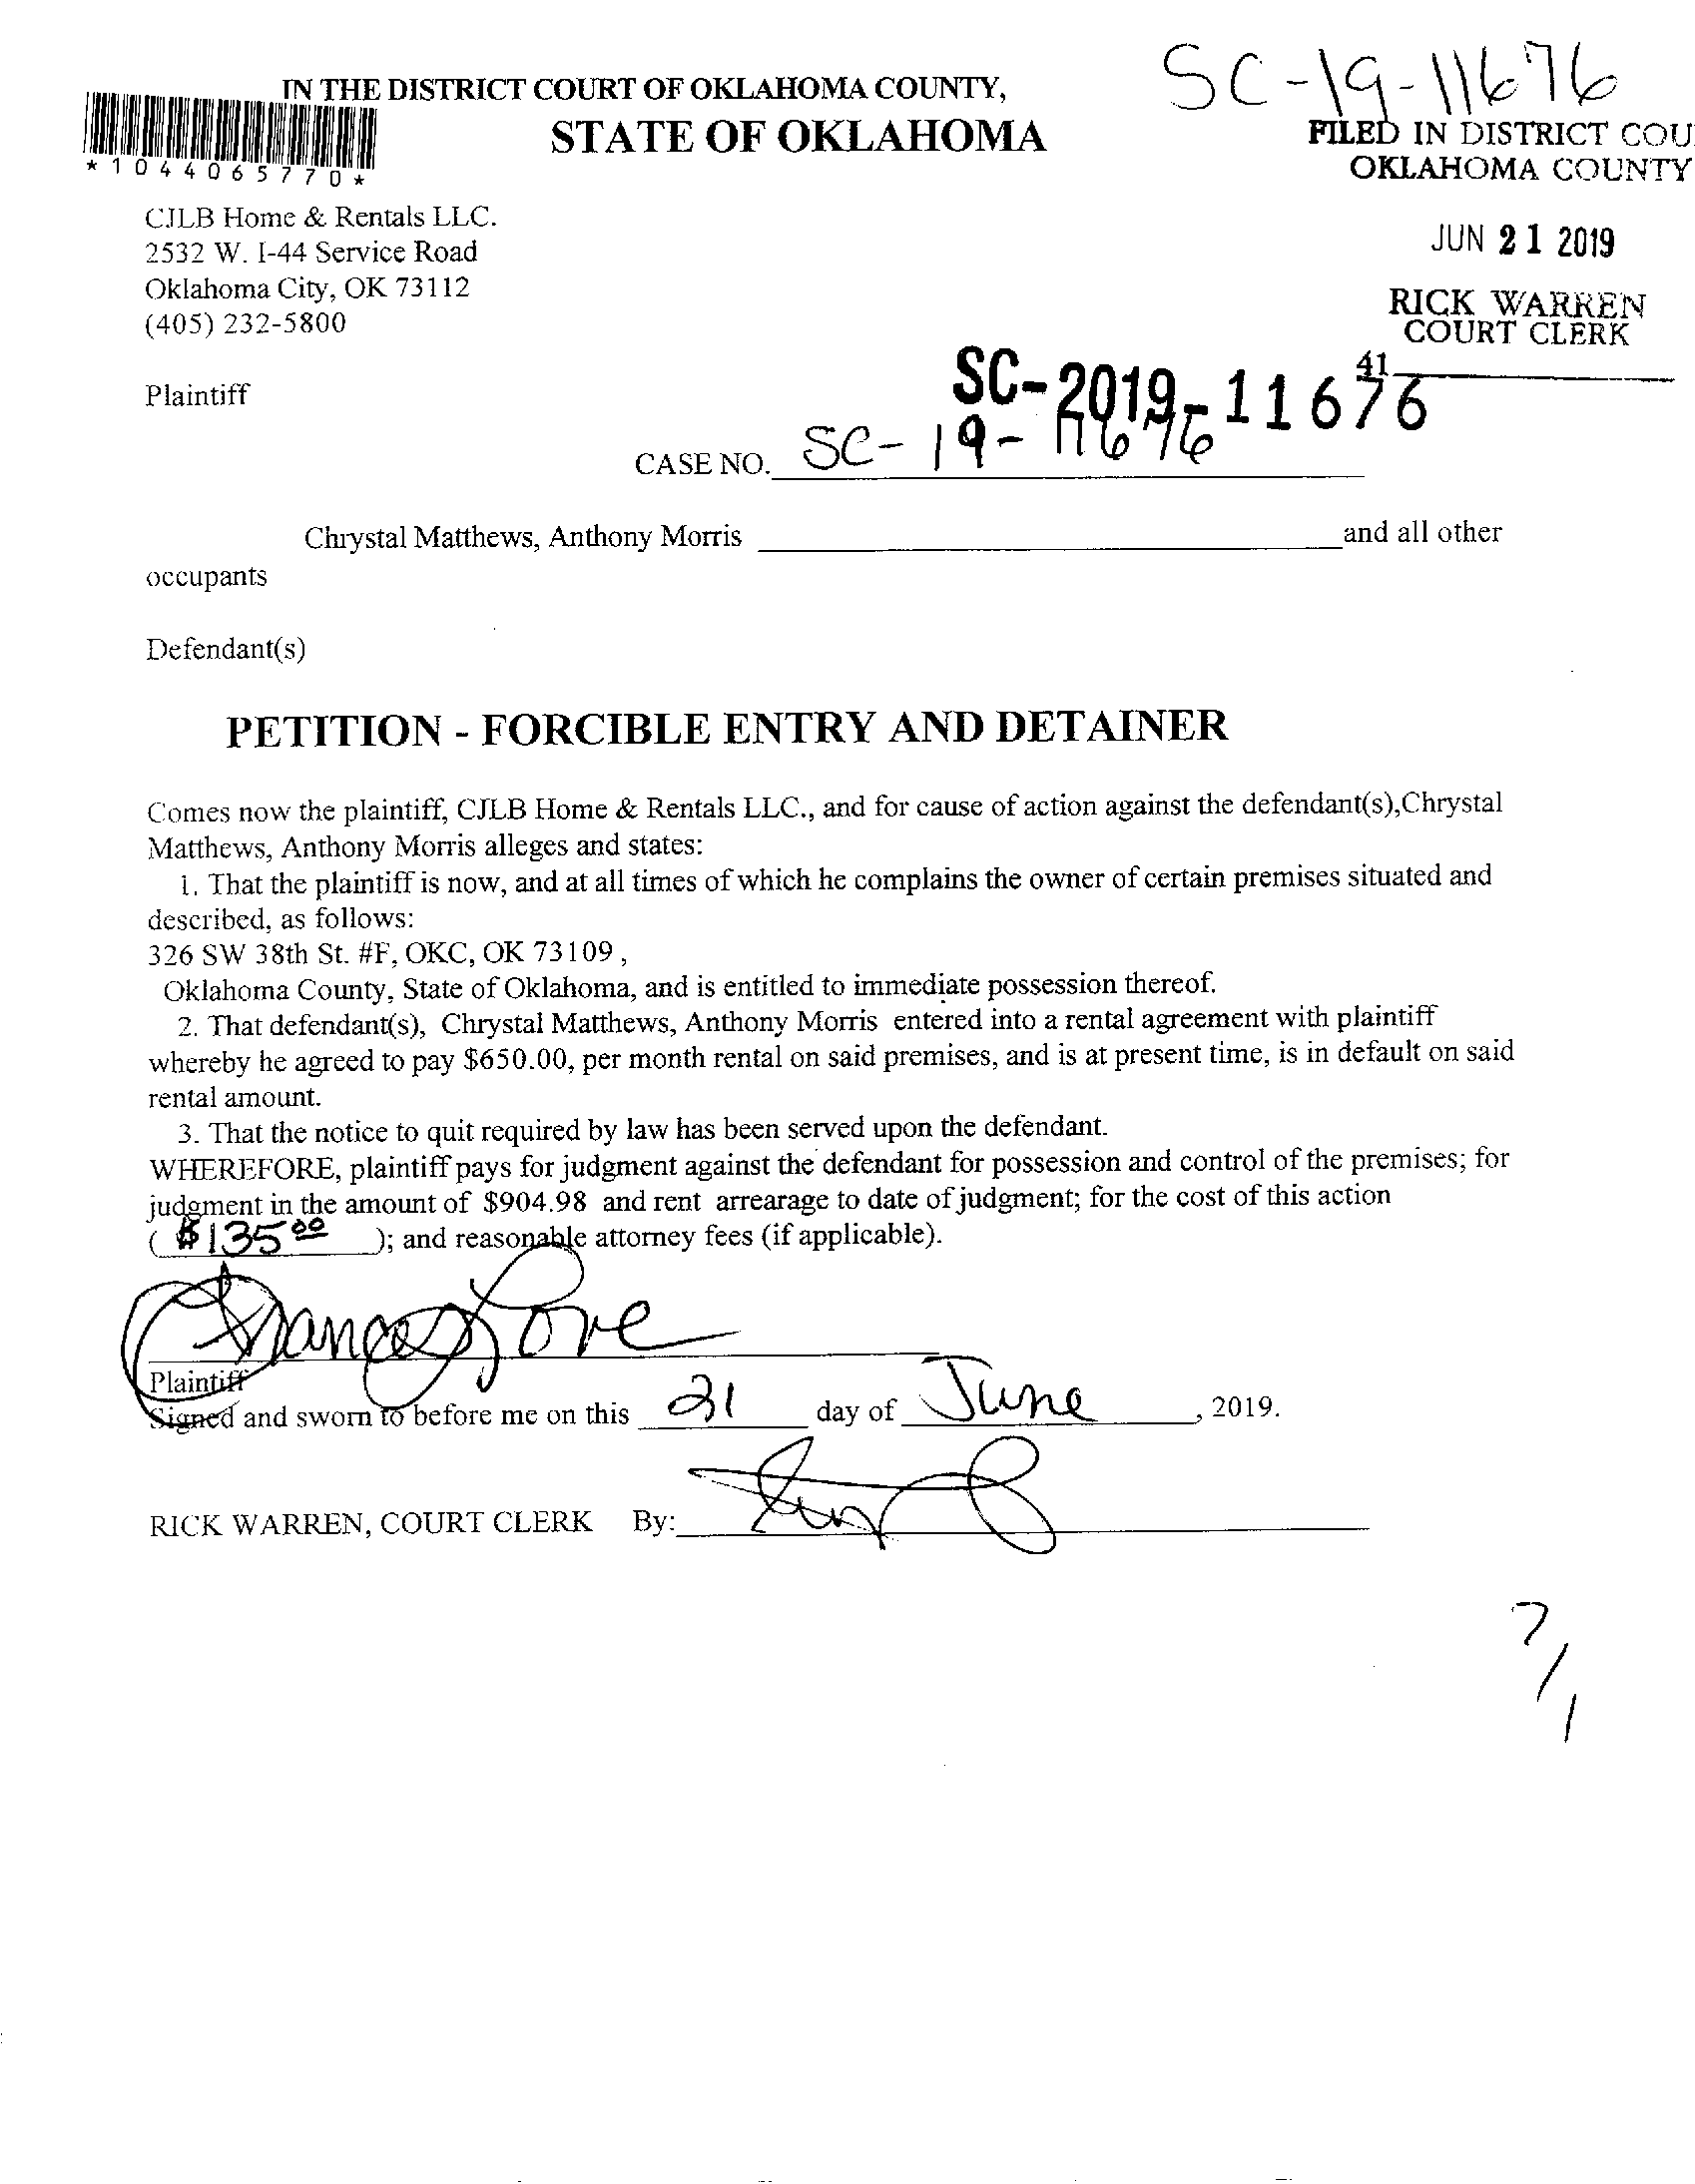 SC-19-11676
IN THE DISTRICT COURT OF OKLAHOMA COUNTY,
STATE OF OKLAHOMA
FILED IN DISTRICT COU
OKLAHOMA COUNTY
*1044065770*
CJLB Home & Rentals LLC.
2532 W. I-44 Service Road
Oklahoma City, OK 73112
(405) 232-5800
JUN 21 2019
RICK WARREN
COURT CLERK
41
Plaintiff
SC-2019-11676
CASE NO. SC-19-11676
Chrystal Matthews, Anthony Morris and all other
occupants
Defendant(s)
PETITION - FORCIBLE ENTRY AND DETAINER
Comes now the plaintiff, CJLB Home & Rentals LLC., and for cause of action against the defendant(s),Chrystal
Matthews, Anthony Morris alleges and states:
1. That the plaintiff is now, and at all times of which he complains the owner of certain premises situated and
described, as follows:
326 SW 38th St. #F, OKC, OK 73109 ,
Oklahoma County, State of Oklahoma, and is entitled to immediate possession thereof.
2. That defendant(s), Chrystal Matthews, Anthony Morris entered into a rental agreement with plaintiff
whereby he agreed to pay $650.00, per month rental on said premises, and is at present time, is in default on said
rental amount.
3. That the notice to quit required by law has been served upon the defendant.
WHEREFORE, plaintiff pays for judgment against the defendant for possession and control of the premises; for
judgment in the amount of $904.98 and rent arrearage to date of judgment; for the cost of this action
( $135.00 ); and reasonable attorney fees (if applicable).
Plaintiff
Signed and sworn to before me on this 21 day of June , 2019.
RICK WARREN, COURT CLERK By:
7/1